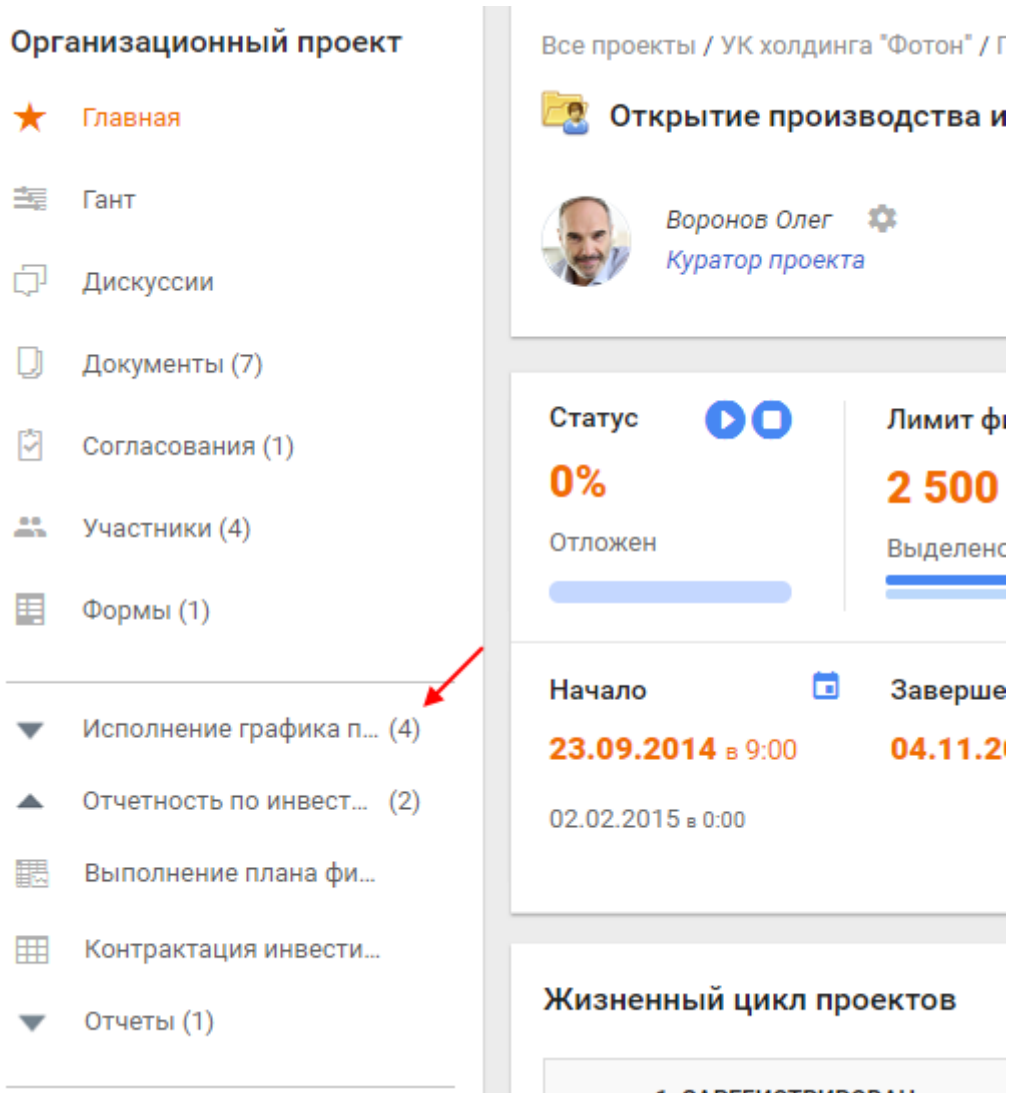 Организационный проект
Главная
Гант
Дискуссии
Документы (7)
Согласования (1)
Участники (4)
Формы (1)
Исполнение графика п... (4)
Отчетность по инвест... (2)
Выполнение плана фи...
Контрактация инвести...
Отчеты (1)
Все проекты / УК холдинга "Фотон" /
Открытие производства и
Воронов Олег
Куратор проекта
Статус
0%
Отложен
Лимит
2 500
Выделено
Начало
23.09.2014 в 9:00
02.02.2015 в 0:00
Заверше
04.11.20
Жизненный цикл проектов